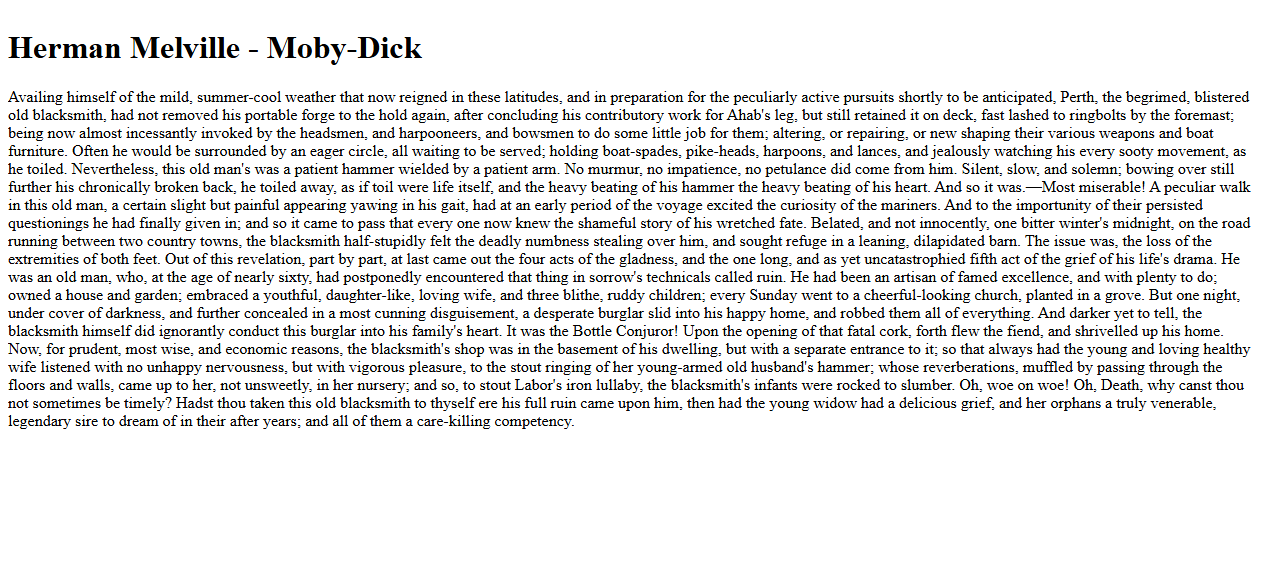 Herman Melville - Moby-Dick
Availing himself of the mild, summer-cool weather that now reigned in these latitudes, and in preparation for the peculiarly active pursuits shortly to be anticipated, Perth, the begrimed, blistered
old blacksmith, had not removed his portable forge to the hold again, after concluding his contributory work for Ahab's leg, but still retained it on deck, fast lashed to ringbolts by the foremast;
being now almost incessantly invoked by the headsmen, and harpooneers, and bowsmen to do some little job for them; altering, or repairing, or new shaping their various weapons and boat
furniture. Often he would be surrounded by an eager circle, all waiting to be served; holding boat-spades, pike-heads, harpoons, and lances, and jealously watching his every sooty movement, as
he toiled. Nevertheless, this old man's was a patient hammer wielded by a patient arm. No murmur, no impatience, no petulance did come from him. Silent, slow, and solemn; bowing over still
further his chronically broken back, he toiled away, as if toil were life itself, and the heavy beating of his hammer the heavy beating of his heart. And so it was.—Most miserable! A peculiar walk
in this old man, a certain slight but painful appearing yawing in his gait, had at an early period of the voyage excited the curiosity of the mariners. And to the importunity of their persisted
questionings he had finally given in; and so it came to pass that every one now knew the shameful story of his wretched fate. Belated, and not innocently, one bitter winter's midnight, on the road
running between two country towns, the blacksmith half-stupidly felt the deadly numbness stealing over him, and sought refuge in a leaning, dilapidated barn. The issue was, the loss of the
extremities of both feet. Out of this revelation, part by part, at last came out the four acts of the gladness, and the one long, and as yet uncatastrophied fifth act of the grief of his life's drama. He
was an old man, who, at the age of nearly sixty, had postponedly encountered that thing in sorrow's technicals called ruin. He had been an artisan of famed excellence, and with plenty to do;
owned a house and garden; embraced a youthful, daughter-like, loving wife, and three blithe, ruddy children; every Sunday went to a cheerful-looking church, planted in a grove. But one night,
under cover of darkness, and further concealed in a most cunning disguisement, a desperate burglar slid into his happy home, and robbed them all of everything. And darker yet to tell, the
blacksmith himself did ignorantly conduct this burglar into his family's heart. It was the Bottle Conjuror! Upon the opening of that fatal cork, forth flew the fiend, and shrivelled up his home.
Now, for prudent, most wise, and economic reasons, the blacksmith's shop was in the basement of his dwelling, but with a separate entrance to it; so that always had the young and loving healthy
wife listened with no unhappy nervousness, but with vigorous pleasure, to the stout ringing of her young-armed old husband's hammer; whose reverberations, muffled by passing through the
floors and walls, came up to her, not unsweetly, in her nursery; and so, to stout Labor's iron lullaby, the blacksmith's infants were rocked to slumber. Oh, woe on woe! Oh, Death, why canst thou
not sometimes be timely? Hadst thou taken this old blacksmith to thyself ere his full ruin came upon him, then had the young widow had a delicious grief, and her orphans a truly venerable,
legendary sire to dream of in their after years; and all of them a care-killing competency.